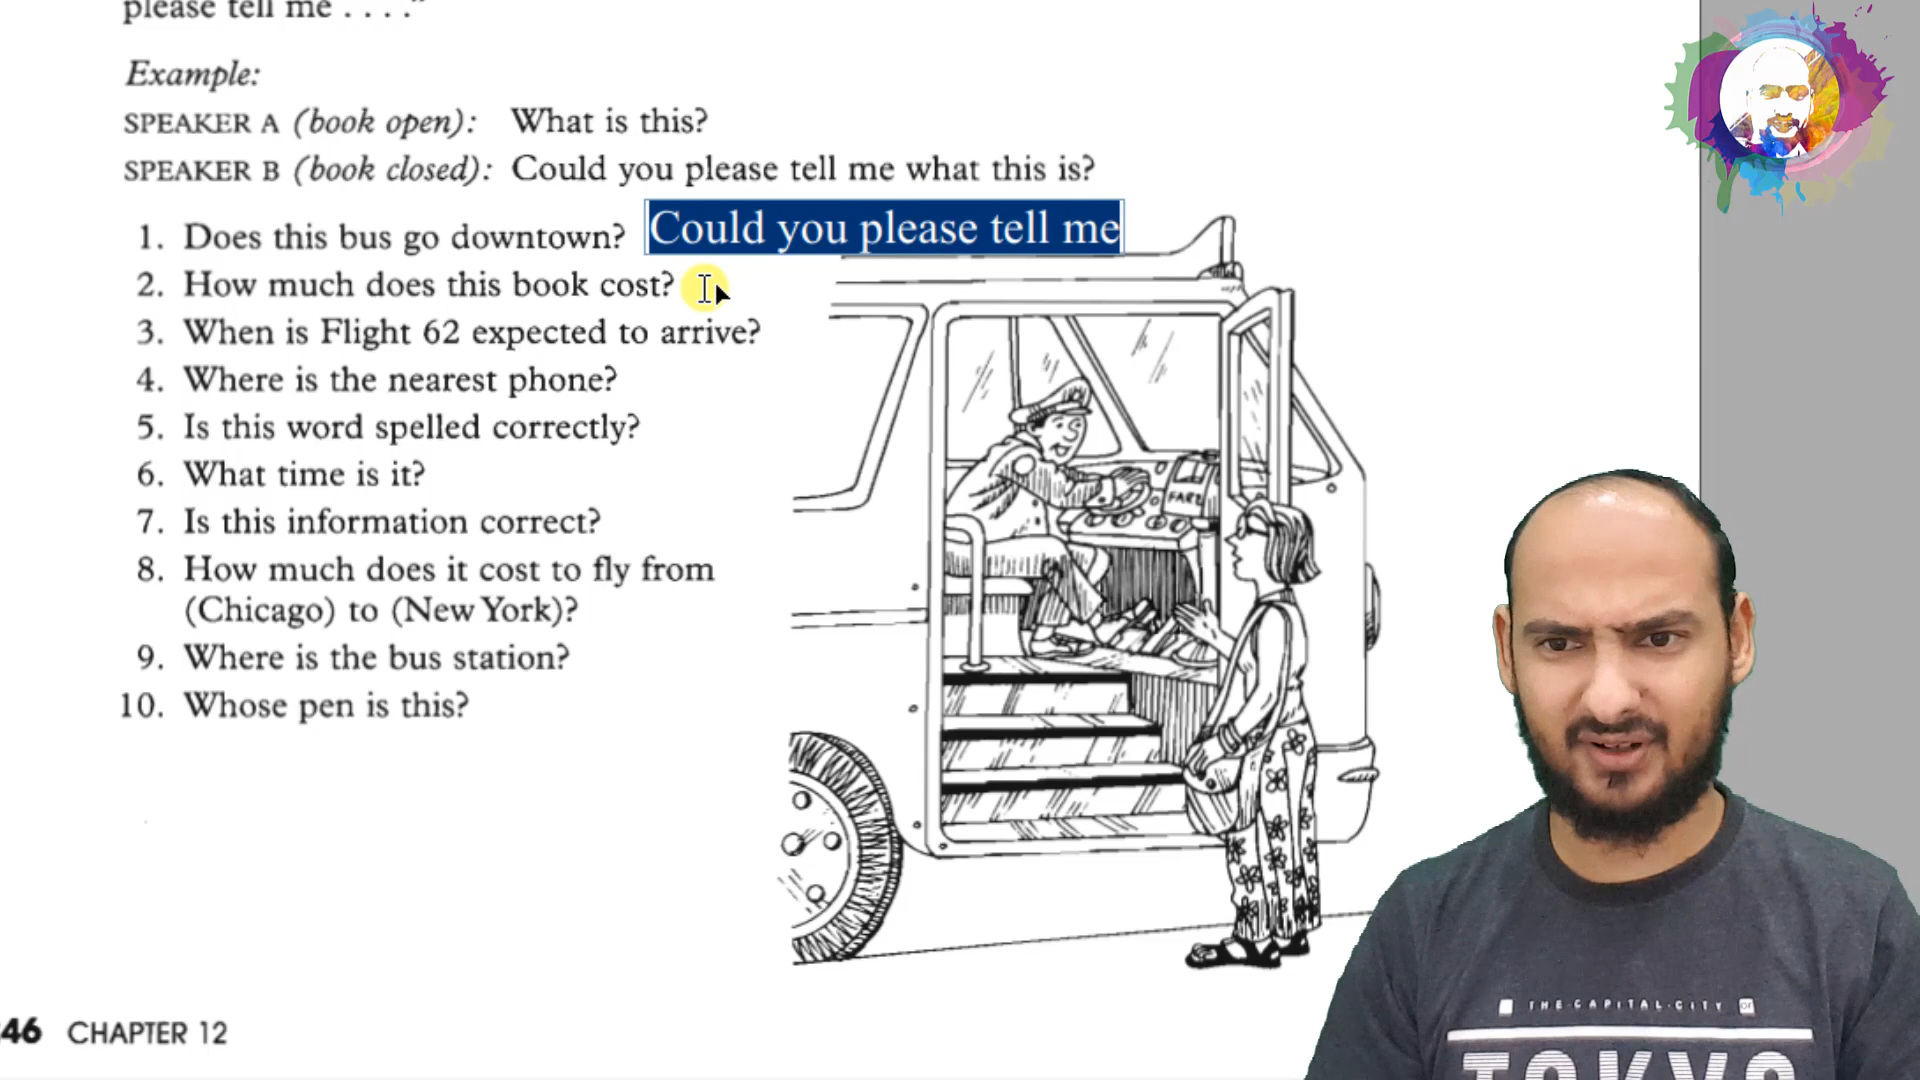 please tell me . . . ."
Example:
SPEAKER A (book open): What is this?
SPEAKER B (book closed): Could you please tell me what this is?
1. Does this bus go downtown? Could you please tell me
2. How much does this book cost?
3. When is Flight 62 expected to arrive?
4. Where is the nearest phone?
5. Is this word spelled correctly?
6. What time is it?
7. Is this information correct?
8. How much does it cost to fly from
(Chicago) to (New York)?
9. Where is the bus station?
10. Whose pen is this?
FARE
46 CHAPTER 12
THE CAPITAL CITY OF
TOKYO